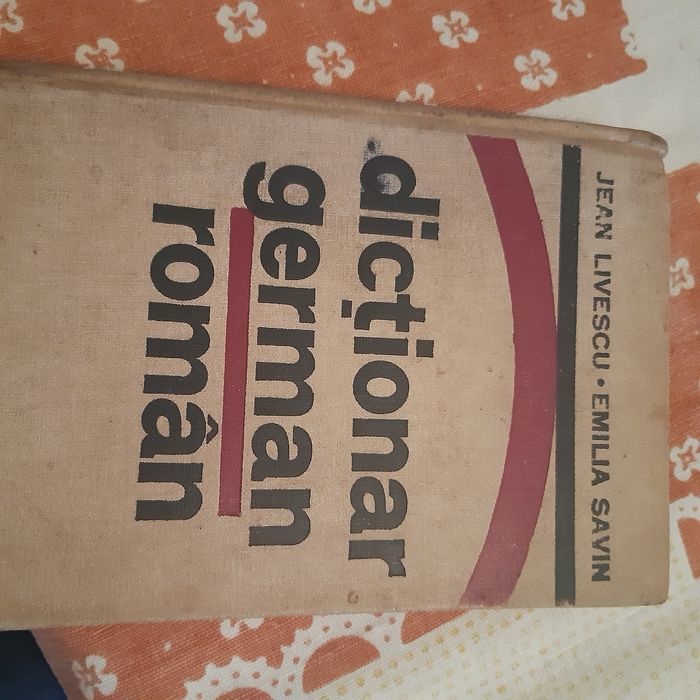 JEAN LIVESCU • EMILIA SAVIN
dicționar
german
român